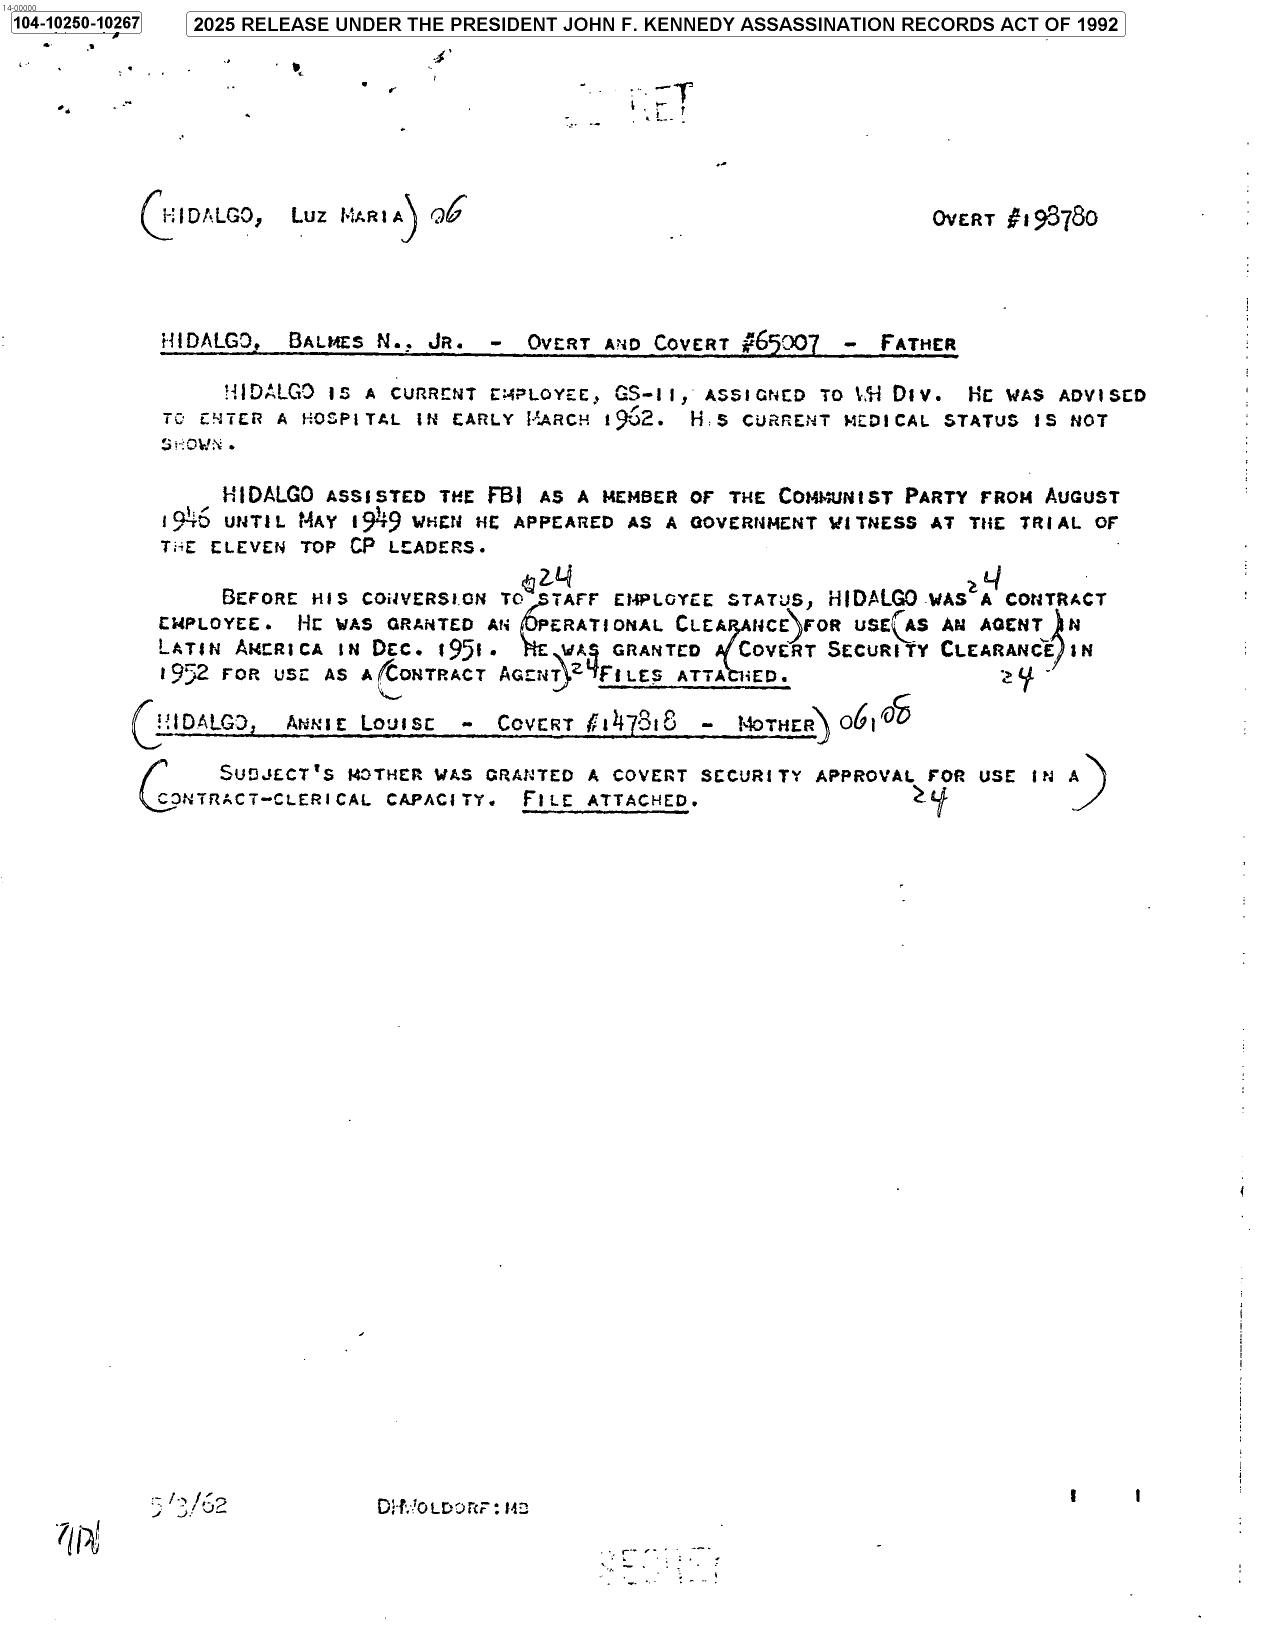 14-00000
104-10250-10267
2025 RELEASE UNDER THE PRESIDENT JOHN F. KENNEDY ASSASSINATION RECORDS ACT OF 1992
(HIDALGO, LUZ MARIA) 06 OVERT #198780
HIDALGO, BALMES N., JR. - OVERT AND COVERT #65007 - FATHER
HIDALGO IS A CURRENT EMPLOYEE, GS-11, ASSIGNED TO WH DIV. HE WAS ADVISED
TO ENTER A HOSPITAL IN EARLY MARCH 1962. HIS CURRENT MEDICAL STATUS IS NOT
SHOWN.
HIDALGO ASSISTED THE FBI AS A MEMBER OF THE COMMUNIST PARTY FROM AUGUST
1946 UNTIL MAY 1949 WHEN HE APPEARED AS A GOVERNMENT WITNESS AT THE TRIAL OF
THE ELEVEN TOP CP LEADERS.
24 24
BEFORE HIS CONVERSION TO STAFF EMPLOYEE STATUS, HIDALGO WAS A CONTRACT
EMPLOYEE. HE WAS GRANTED AN (OPERATIONAL CLEARANCE) FOR USE (AS AN AGENT) IN
LATIN AMERICA IN DEC. 1951. HE WAS GRANTED A (COVERT SECURITY CLEARANCE) IN
1952 FOR USE AS A (CONTRACT AGENT). 24 FILES ATTACHED. 24
(HIDALGO, ANNIE LOUISE - COVERT #147818 - MOTHER) 06, 08
(SUBJECT'S MOTHER WAS GRANTED A COVERT SECURITY APPROVAL FOR USE IN A
CONTRACT-CLERICAL CAPACITY. FILE ATTACHED.) 24
5/3/62 DHWOLDORF:MB
SECRET